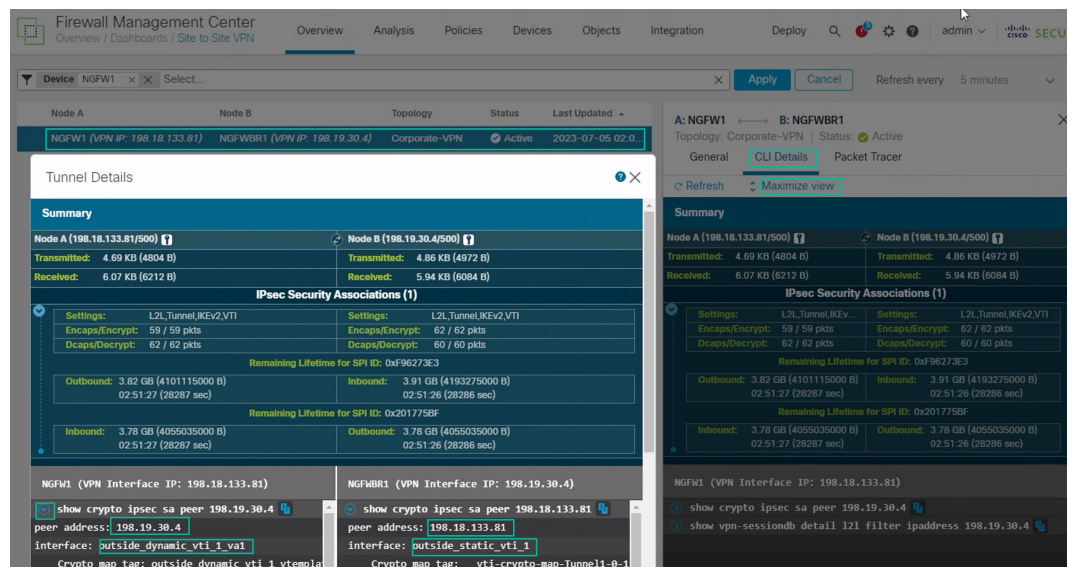 Firewall Management Center
Overview / Dashboards / Site to Site VPN
Overview Analysis Policies Devices Objects Integration Deploy admin cisco SECU
Device NGFW1 Select... Apply Cancel Refresh every 5 minutes
Node A Node B Topology Status Last Updated
NGFW1 (VPN IP: 198.18.133.81) NGFWBR1 (VPN IP: 198.19.30.4) Corporate-VPN Active 2023-07-05 02:0...
Tunnel Details
Summary
Node A (198.18.133.81/500) Node B (198.19.30.4/500)
Transmitted: 4.69 KB (4804 B) Transmitted: 4.86 KB (4972 B)
Received: 6.07 KB (6212 B) Received: 5.94 KB (6084 B)
IPsec Security Associations (1)
Settings: L2L,Tunnel,IKEv2,VTI Settings: L2L,Tunnel,IKEv2,VTI
Encaps/Encrypt: 59 / 59 pkts Encaps/Encrypt: 62 / 62 pkts
Dcaps/Decrypt: 62 / 62 pkts Dcaps/Decrypt: 60 / 60 pkts
Remaining Lifetime for SPI ID: 0xF96273E3
Outbound: 3.82 GB (4101115000 B) Inbound: 3.91 GB (4193275000 B)
02:51:27 (28287 sec) 02:51:26 (28286 sec)
Remaining Lifetime for SPI ID: 0x201775BF
Inbound: 3.78 GB (4055035000 B) Outbound: 3.78 GB (4055035000 B)
02:51:27 (28287 sec) 02:51:26 (28286 sec)
NGFW1 (VPN Interface IP: 198.18.133.81) NGFWBR1 (VPN Interface IP: 198.19.30.4)
show crypto ipsec sa peer 198.19.30.4 show crypto ipsec sa peer 198.18.133.81
peer address: 198.19.30.4 peer address: 198.18.133.81
interface: outside_dynamic_vti_1_va1 interface: outside_static_vti_1
Crypto map tag: outside_dynamic_vti_1_vtempla Crypto map tag: __vti-crypto-map-Tunnel1-0-1
A: NGFW1 B: NGFWBR1
Topology: Corporate-VPN | Status: Active
General CLI Details Packet Tracer
Refresh Maximize view
Summary
Node A (198.18.133.81/500) Node B (198.19.30.4/500)
Transmitted: 4.69 KB (4804 B) Transmitted: 4.86 KB (4972 B)
Received: 6.07 KB (6212 B) Received: 5.94 KB (6084 B)
IPsec Security Associations (1)
Settings: L2L,Tunnel,IKEv... Settings: L2L,Tunnel,IKEv2,VTI
Encaps/Encrypt: 59 / 59 pkts Encaps/Encrypt: 62 / 62 pkts
Dcaps/Decrypt: 62 / 62 pkts Dcaps/Decrypt: 60 / 60 pkts
Remaining Lifetime for SPI ID: 0xF96273E3
Outbound: 3.82 GB (4101115000 B) Inbound: 3.91 GB (4193275000 B)
02:51:27 (28287 sec) 02:51:26 (28286 sec)
Remaining Lifetime for SPI ID: 0x201775BF
Inbound: 3.78 GB (4055035000 B) Outbound: 3.78 GB (4055035000 B)
02:51:27 (28287 sec) 02:51:26 (28286 sec)
NGFW1 (VPN Interface IP: 198.18.133.81)
show crypto ipsec sa peer 198.19.30.4
show vpn-sessiondb detail l2l filter ipaddress 198.19.30.4